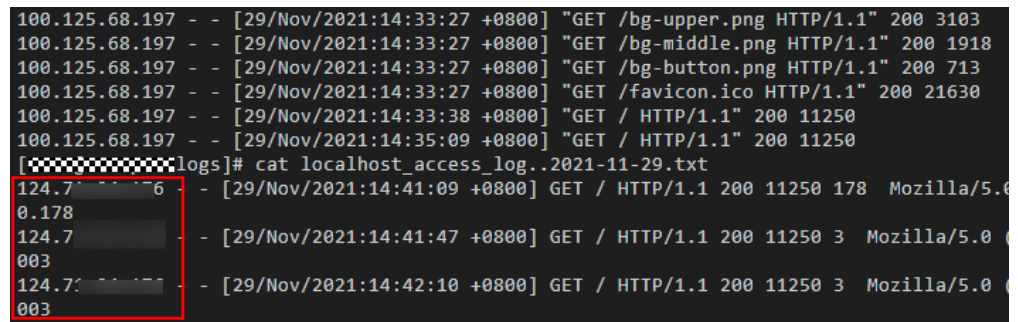 100.125.68.197 - - [29/Nov/2021:14:33:27 +0800] "GET /bg-upper.png HTTP/1.1" 200 3103
100.125.68.197 - - [29/Nov/2021:14:33:27 +0800] "GET /bg-middle.png HTTP/1.1" 200 1918
100.125.68.197 - - [29/Nov/2021:14:33:27 +0800] "GET /bg-button.png HTTP/1.1" 200 713
100.125.68.197 - - [29/Nov/2021:14:33:27 +0800] "GET /favicon.ico HTTP/1.1" 200 21630
100.125.68.197 - - [29/Nov/2021:14:33:38 +0800] "GET / HTTP/1.1" 200 11250
100.125.68.197 - - [29/Nov/2021:14:35:09 +0800] "GET / HTTP/1.1" 200 11250
[ logs]# cat localhost_access_log..2021-11-29.txt
- - [29/Nov/2021:14:41:09 +0800] GET / HTTP/1.1 200 11250 178 Mozilla/5.0
0.178
- - [29/Nov/2021:14:41:47 +0800] GET / HTTP/1.1 200 11250 3 Mozilla/5.0 (
003
- - [29/Nov/2021:14:42:10 +0800] GET / HTTP/1.1 200 11250 3 Mozilla/5.0 (
003